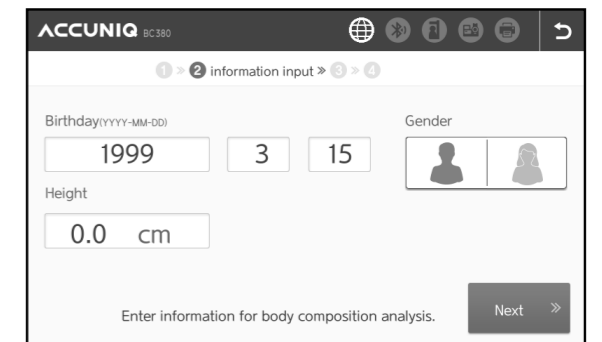 ACCUNIQ BC380
1 » 2 information input » 3 » 4
Birthday(YYYY-MM-DD)
Gender
1999 3 15
Height
0.0 cm
Enter information for body composition analysis.
Next »